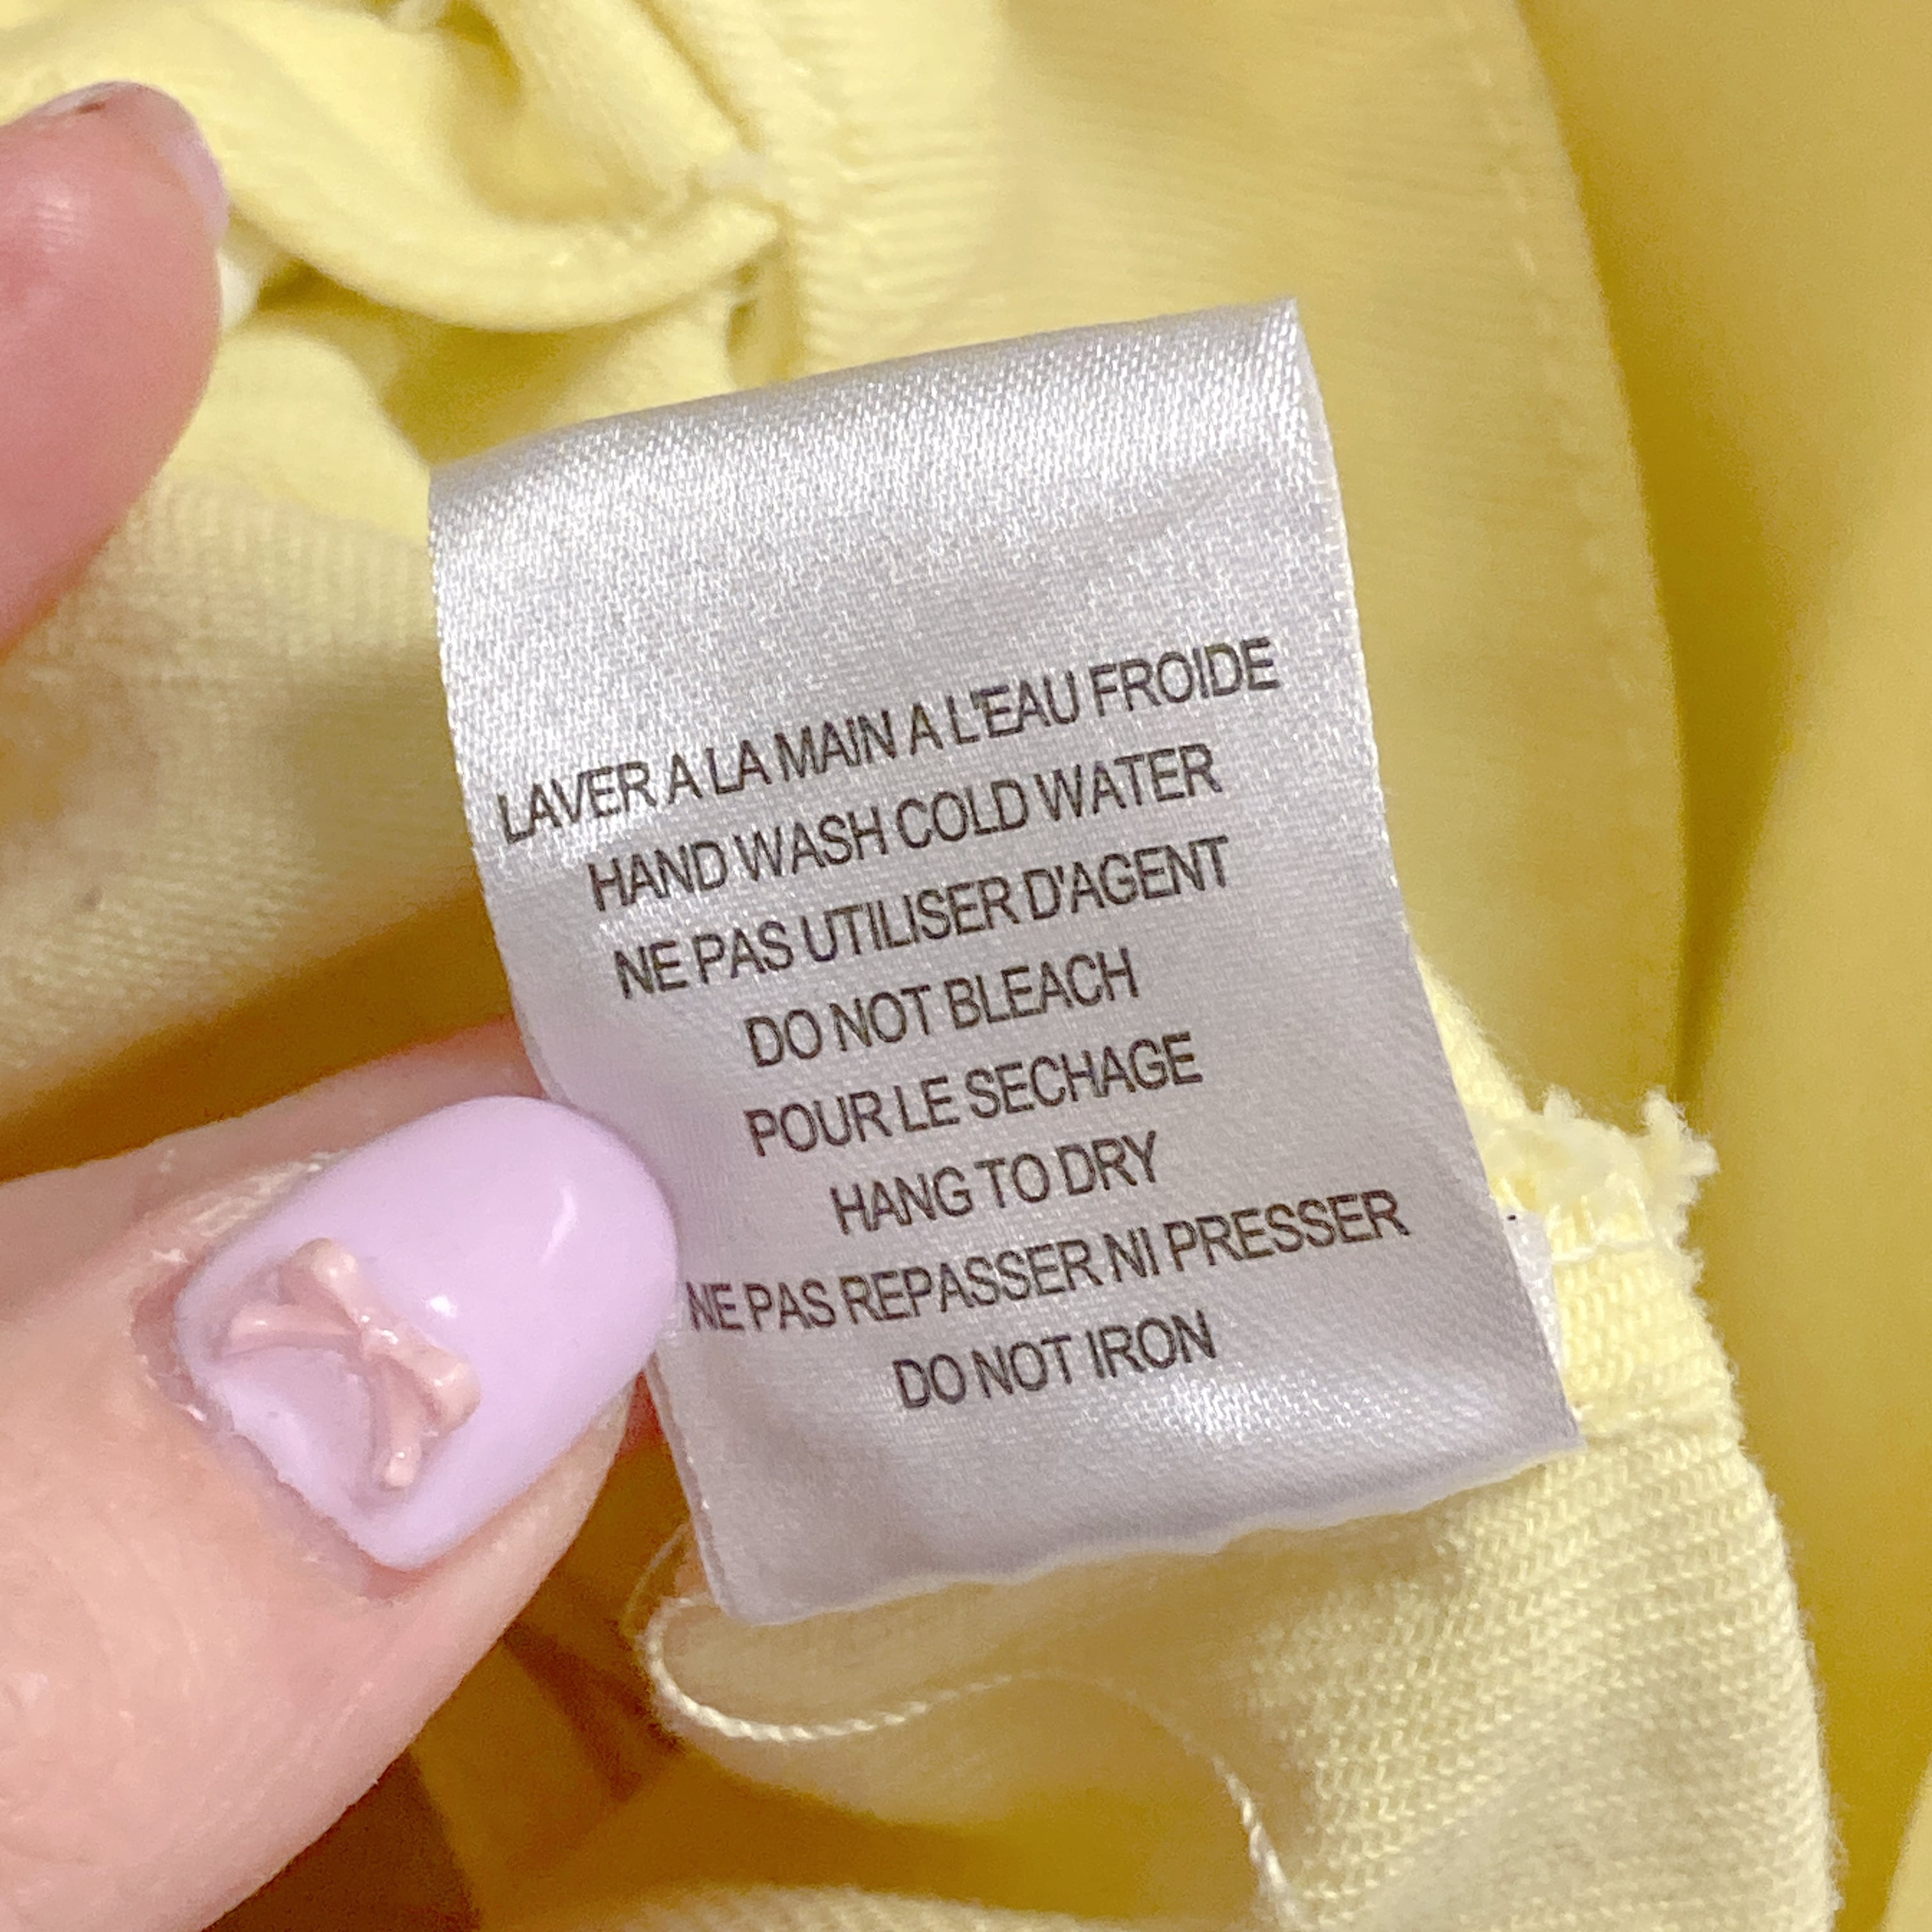 LAVER A LA MAIN A L'EAU FROIDE
HAND WASH COLD WATER
NE PAS UTILISER D'AGENT
DO NOT BLEACH
POUR LE SECHAGE
HANG TO DRY
NE PAS REPASSER NI PRESSER
DO NOT IRON